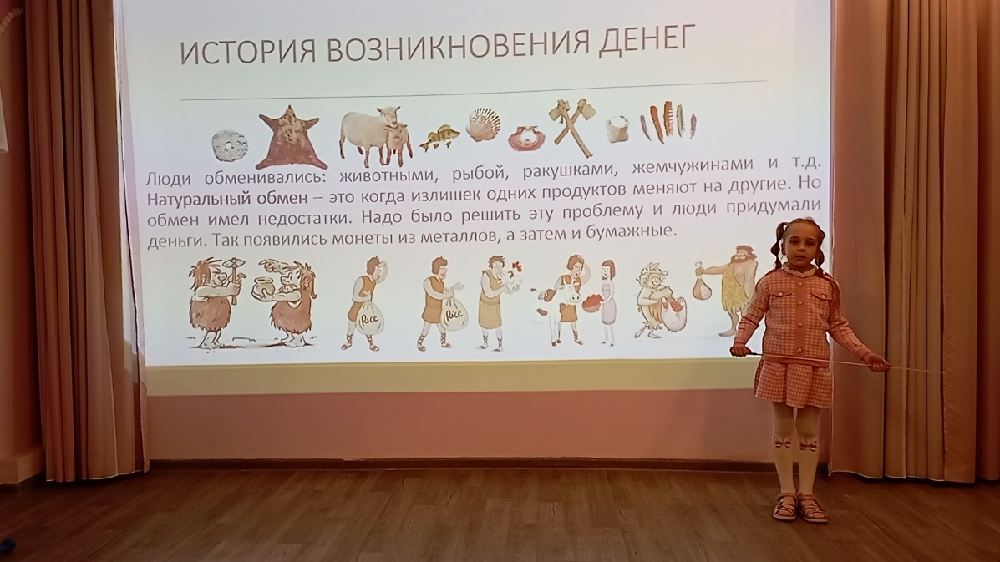 ИСТОРИЯ ВОЗНИКНОВЕНИЯ ДЕНЕГ
Люди обменивались: животными, рыбой, ракушками, жемчужинами и т.д.
Натуральный обмен – это когда излишек одних продуктов меняют на другие. Но
обмен имел недостатки. Надо было решить эту проблему и люди придумали
деньги. Так появились монеты из металлов, а затем и бумажные.
Rice
Rice